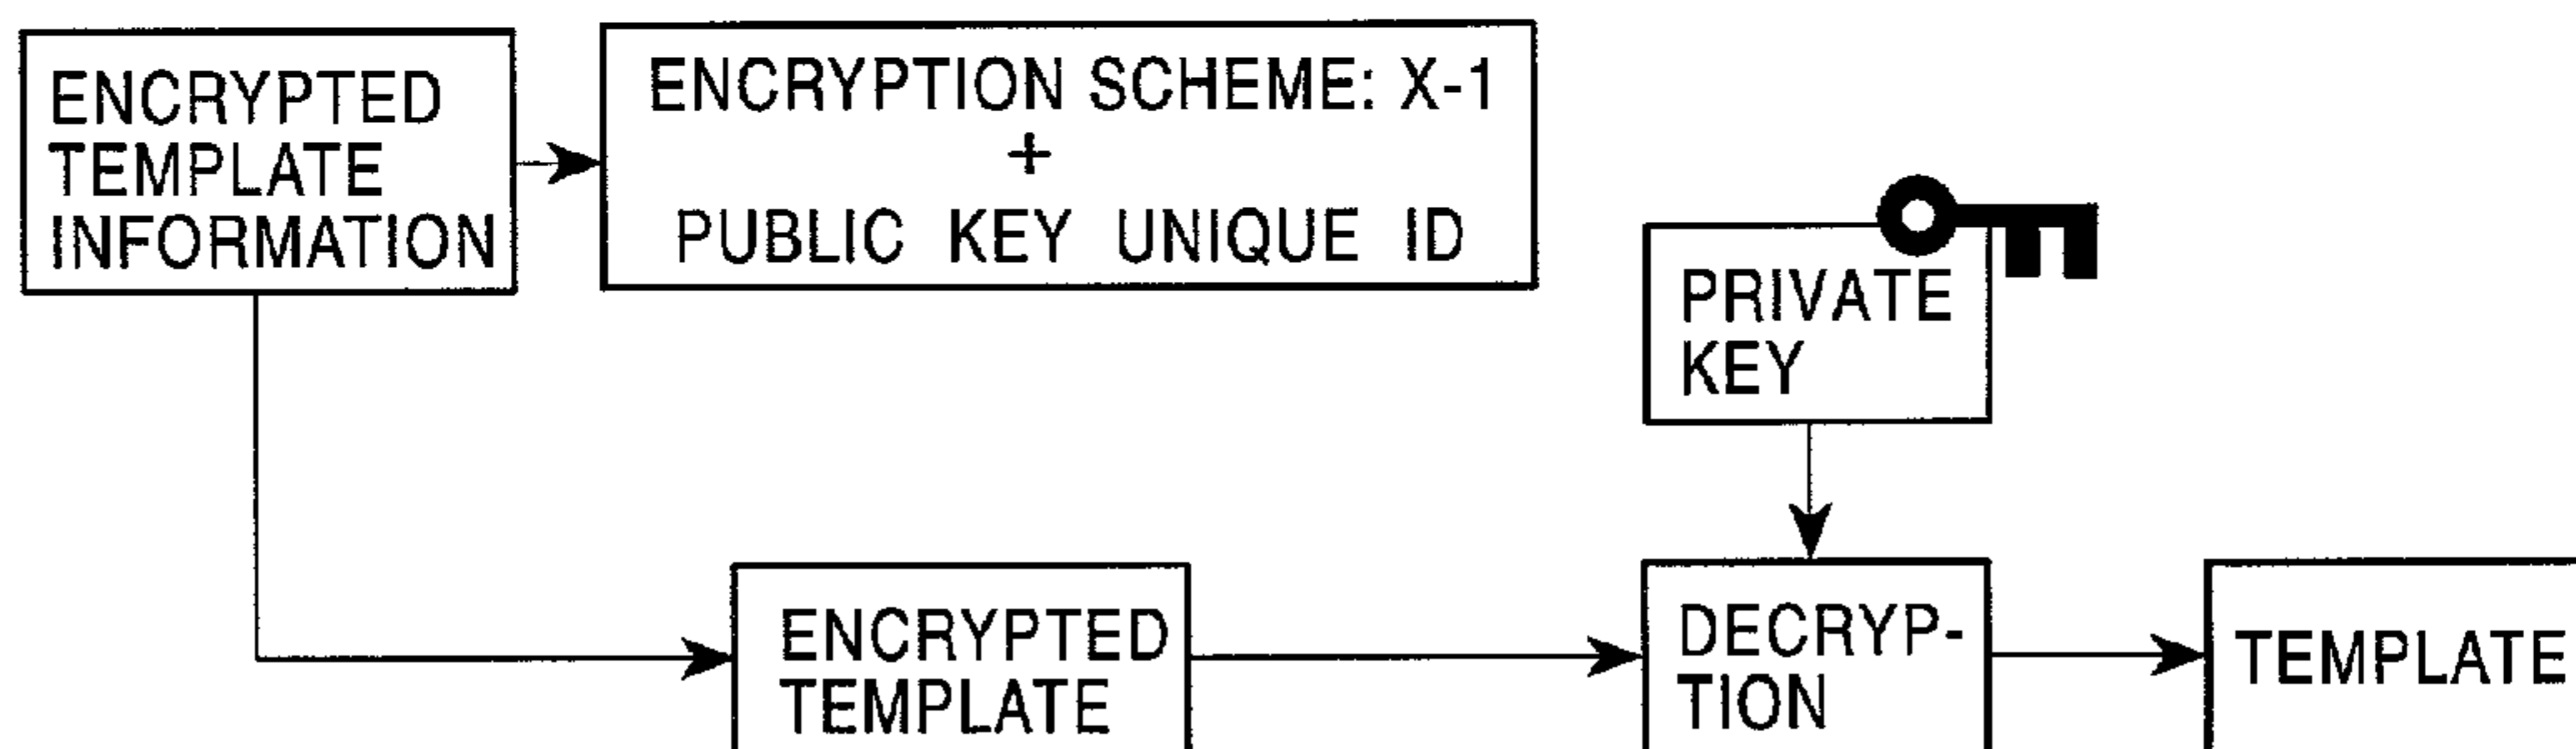 ENCRYPTED
TEMPLATE
INFORMATION
ENCRYPTION SCHEME: X-1
+
PUBLIC KEY UNIQUE ID
PRIVATE
KEY
ENCRYPTED
TEMPLATE
DECRYP-
TION
TEMPLATE